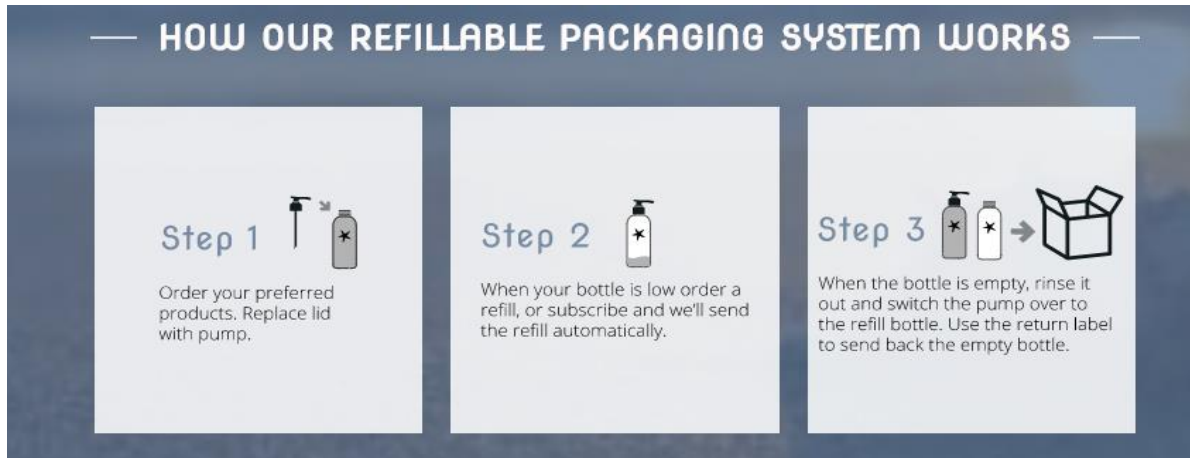 HOW OUR REFILLABLE PACKAGING SYSTEM WORKS
Step 1
Order your preferred
products. Replace lid
with pump.
Step 2
When your bottle is low order a
refill, or subscribe and we'll send
the refill automatically.
Step 3
When the bottle is empty, rinse it
out and switch the pump over to
the refill bottle. Use the return label
to send back the empty bottle.